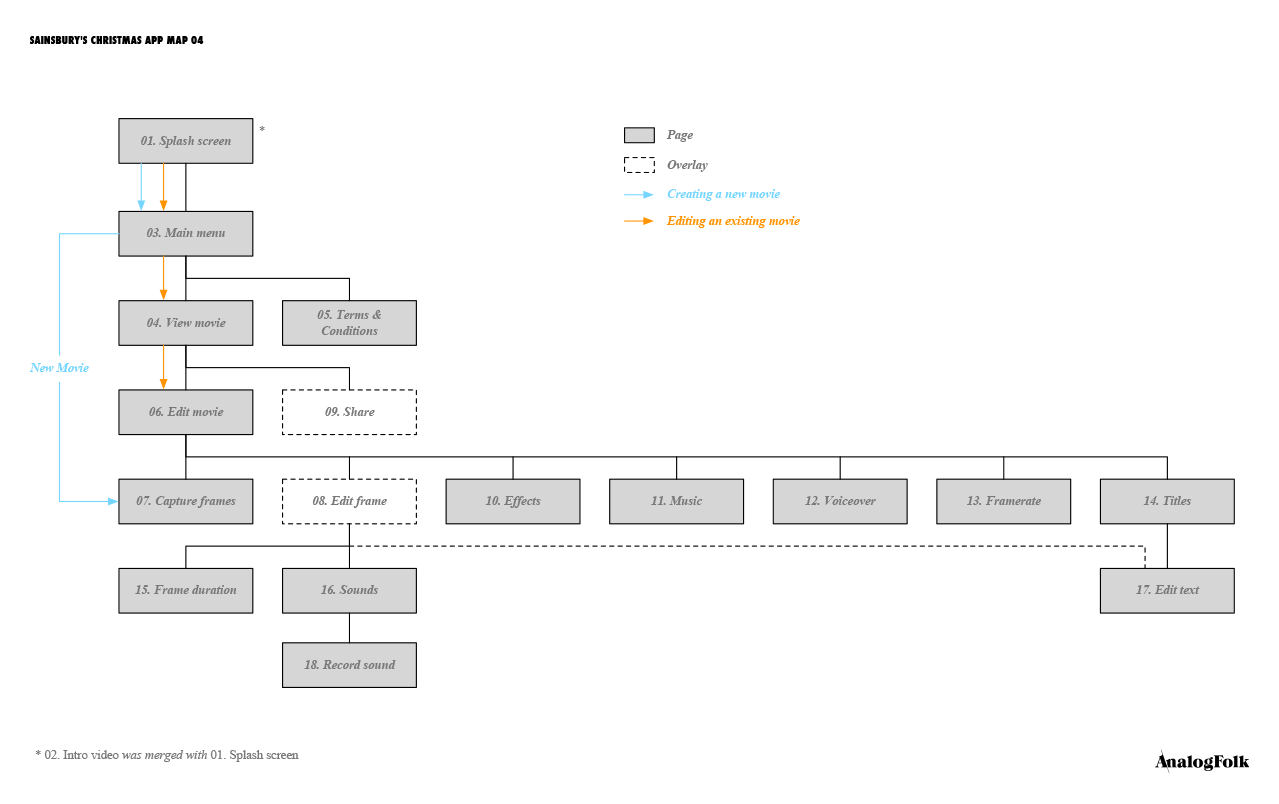 SAINSBURY'S CHRISTMAS APP MAP 04
01. Splash screen
*
Page
Overlay
Creating a new movie
Editing an existing movie
03. Main menu
04. View movie
05. Terms &
Conditions
New Movie
06. Edit movie
09. Share
07. Capture frames
08. Edit frame
10. Effects
11. Music
12. Voiceover
13. Framerate
14. Titles
15. Frame duration
16. Sounds
17. Edit text
18. Record sound
* 02. Intro video was merged with 01. Splash screen
AnalogFolk